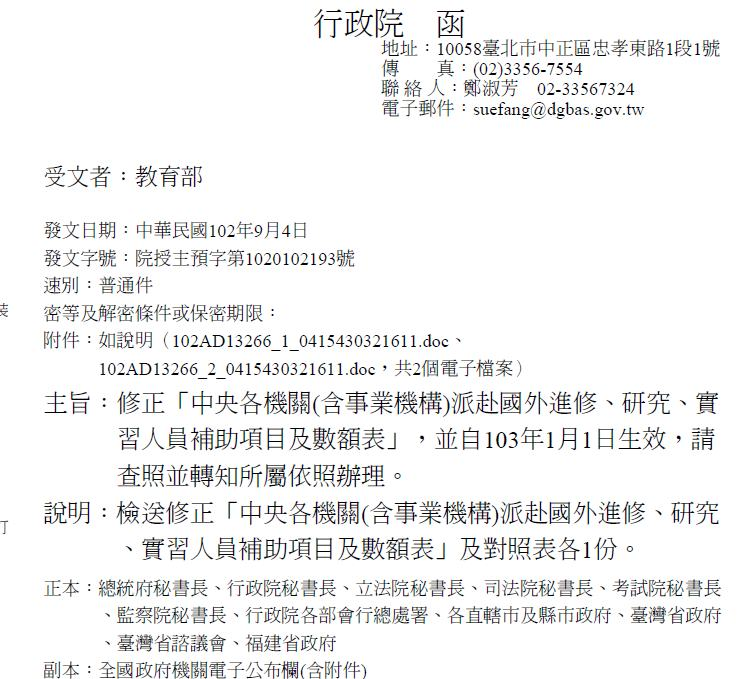 行政院　函
地址：10058臺北市中正區忠孝東路1段1號
傳　　真：(02)3356-7554
聯 絡 人：鄭淑芳　02-33567324
電子郵件：suefang@dgbas.gov.tw
受文者：教育部
發文日期：中華民國102年9月4日
發文字號：院授主預字第1020102193號
速別：普通件
裝
密等及解密條件或保密期限：
附件：如說明（102AD13266_1_0415430321611.doc、
102AD13266_2_0415430321611.doc，共2個電子檔案）
主旨：修正「中央各機關(含事業機構)派赴國外進修、研究、實
習人員補助項目及數額表」，並自103年1月1日生效，請
查照並轉知所屬依照辦理。
說明：檢送修正「中央各機關(含事業機構)派赴國外進修、研究
訂
、實習人員補助項目及數額表」及對照表各1份。
正本：總統府秘書長、行政院秘書長、立法院秘書長、司法院秘書長、考試院秘書長
、監察院秘書長、行政院各部會行總處署、各直轄市及縣市政府、臺灣省政府
、臺灣省諮議會、福建省政府
副本：全國政府機關電子公布欄(含附件)